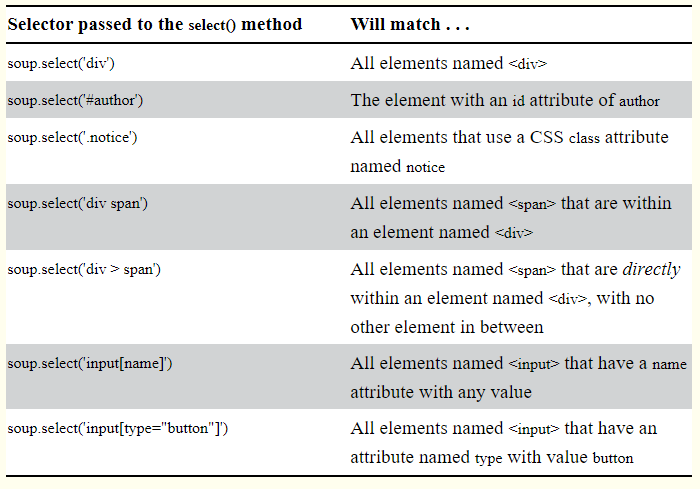 Selector passed to the select() method Will match . . .
soup.select('div') All elements named <div>
soup.select('#author') The element with an id attribute of author
soup.select('.notice') All elements that use a CSS class attribute
named notice
soup.select('div span') All elements named <span> that are within
an element named <div>
soup.select('div > span') All elements named <span> that are directly
within an element named <div>, with no
other element in between
soup.select('input[name]') All elements named <input> that have a name
attribute with any value
soup.select('input[type="button"]') All elements named <input> that have an
attribute named type with value button